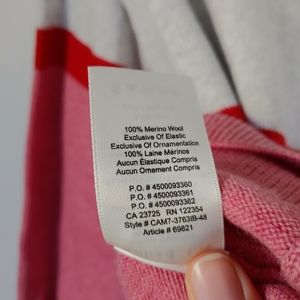 100% Merino Wool
Exclusive Of Elastic
Exclusive Of Ornamentation
100% Laine Mérinos
Aucun Élastique Compris
Aucun Ornement Compris
P.O. # 4500093360
P.O. # 4500093361
P.O. # 4500093362
CA 23725 RN 122354
Style # CAM7-3763IB-48
Article # 69821